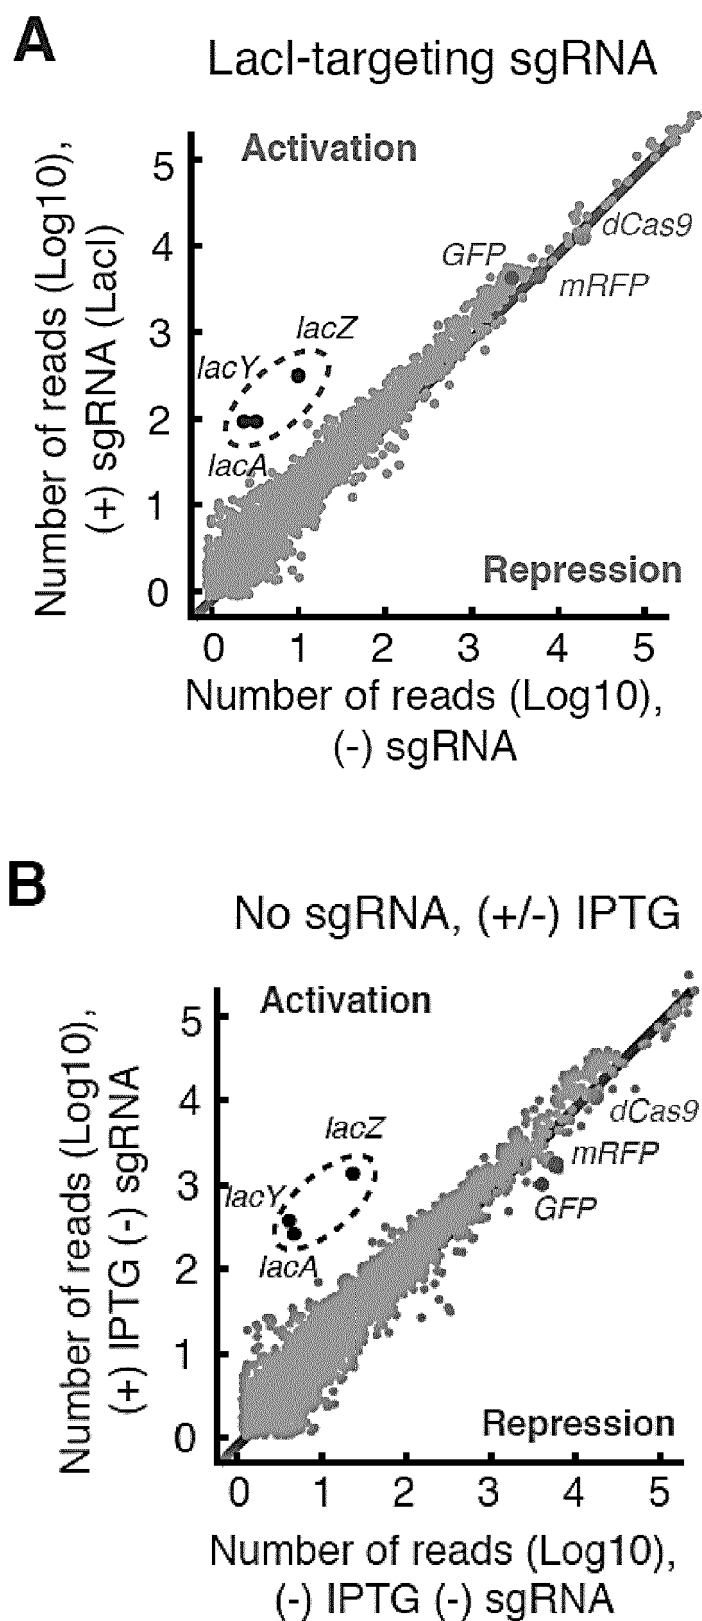 A
LacI-targeting sgRNA
Number of reads (Log10),
(+) sgRNA (LacI)
Activation
5
4
3
2
1
0
dCas9
GFP
mRFP
lacZ
lacY
lacA
Repression
0 1 2 3 4 5
Number of reads (Log10),
(-) sgRNA
B
No sgRNA, (+/-) IPTG
Number of reads (Log10),
(+) IPTG (-) sgRNA
Activation
5
4
3
2
1
0
dCas9
lacZ
mRFP
lacY
GFP
lacA
Repression
0 1 2 3 4 5
Number of reads (Log10),
(-) IPTG (-) sgRNA